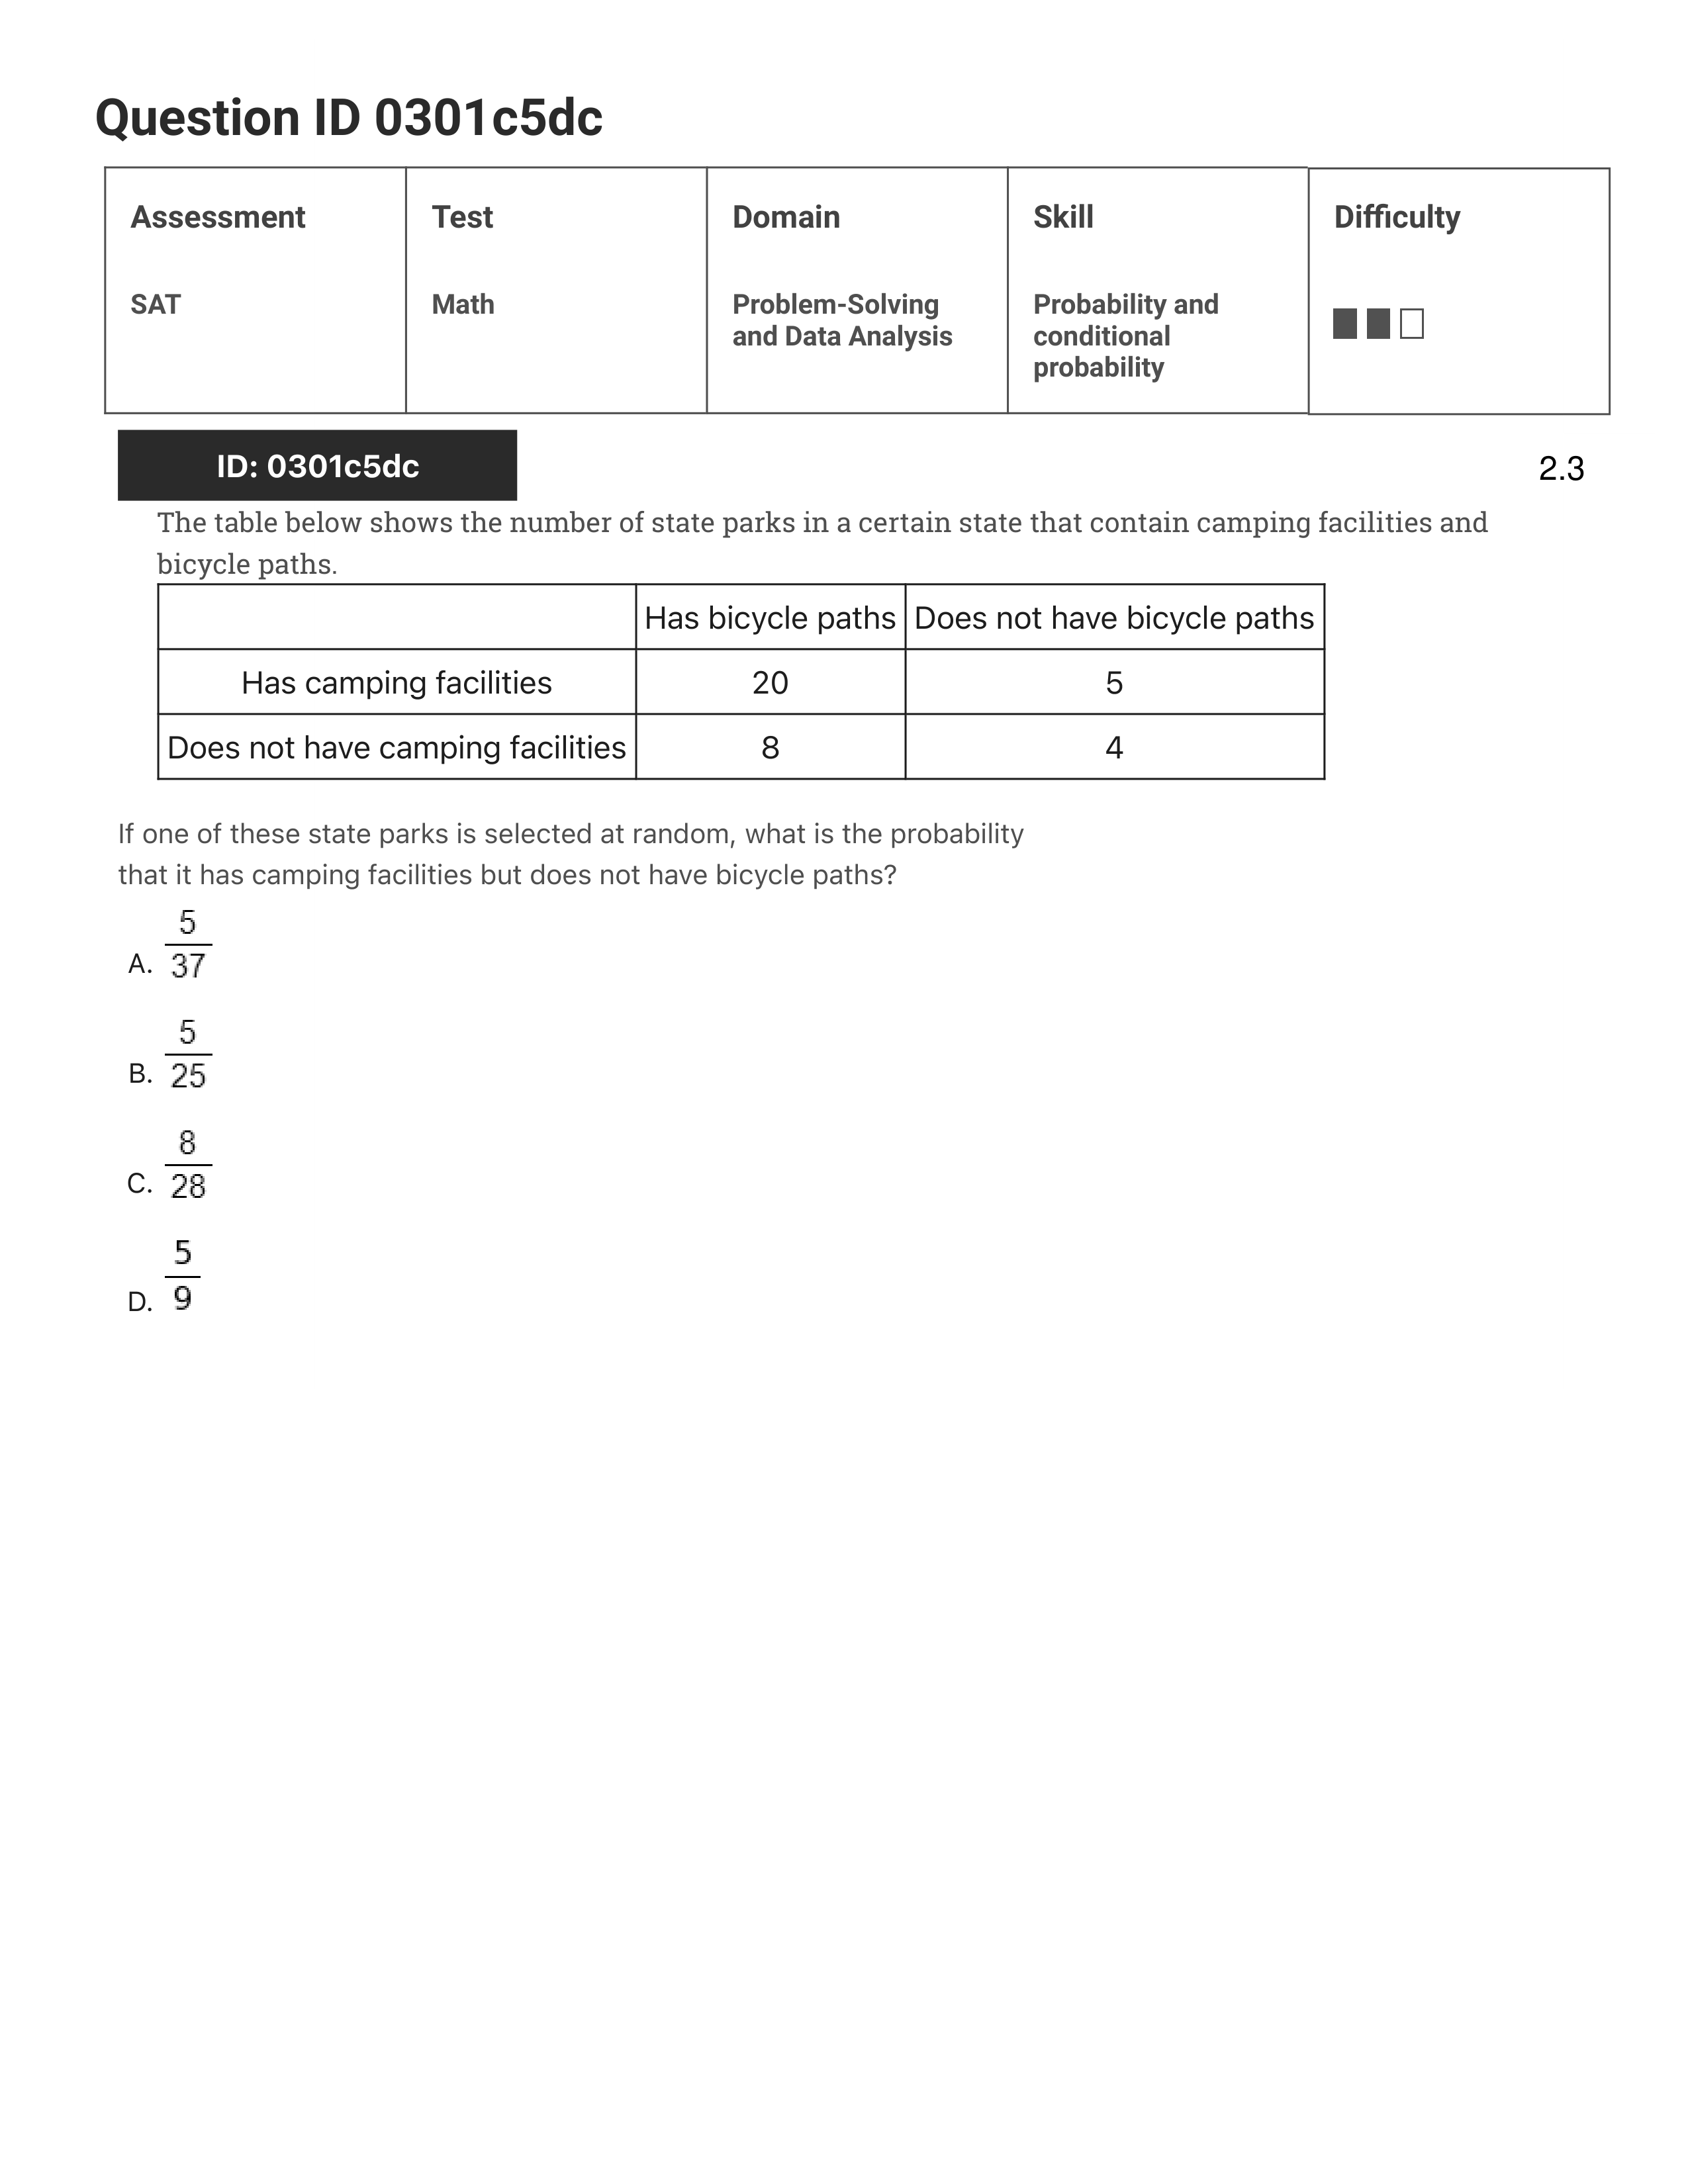 Question ID 0301c5dc
Assessment Test Domain Skill Difficulty
SAT Math Problem-Solving and Data Analysis Probability and conditional probability
ID: 0301c5dc 2.3
The table below shows the number of state parks in a certain state that contain camping facilities and
bicycle paths.
Has bicycle paths Does not have bicycle paths
Has camping facilities 20 5
Does not have camping facilities 8 4
If one of these state parks is selected at random, what is the probability
that it has camping facilities but does not have bicycle paths?
A. 5/37
B. 5/25
C. 8/28
D. 5/9